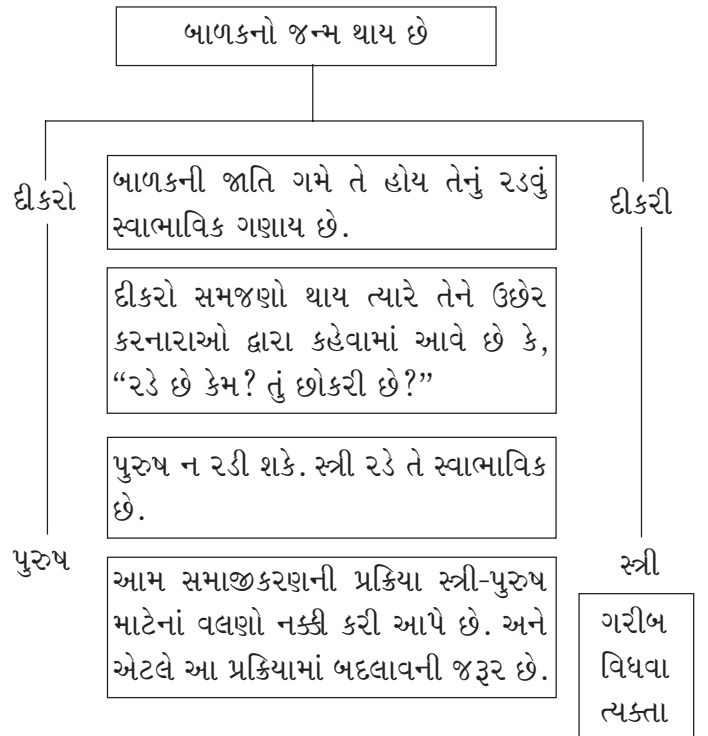 બાળકનો જન્મ થાય છે
દીકરો
બાળકની જાતિ ગમે તે હોય તેનું રડવું
સ્વાભાવિક ગણાય છે.
દીકરી
દીકરો સમજણો થાય ત્યારે તેને ઉછેર
કરનારાઓ દ્વારા કહેવામાં આવે છે કે,
“રડે છે કેમ? તું છોકરી છે?”
પુરુષ ન રડી શકે. સ્ત્રી રડે તે સ્વાભાવિક
છે.
પુરુષ
આમ સમાજીકરણની પ્રક્રિયા સ્ત્રી-પુરુષ
માટેનાં વલણો નક્કી કરી આપે છે. અને
એટલે આ પ્રક્રિયામાં બદલાવની જરૂર છે.
સ્ત્રી
ગરીબ
વિધવા
ત્યક્તા